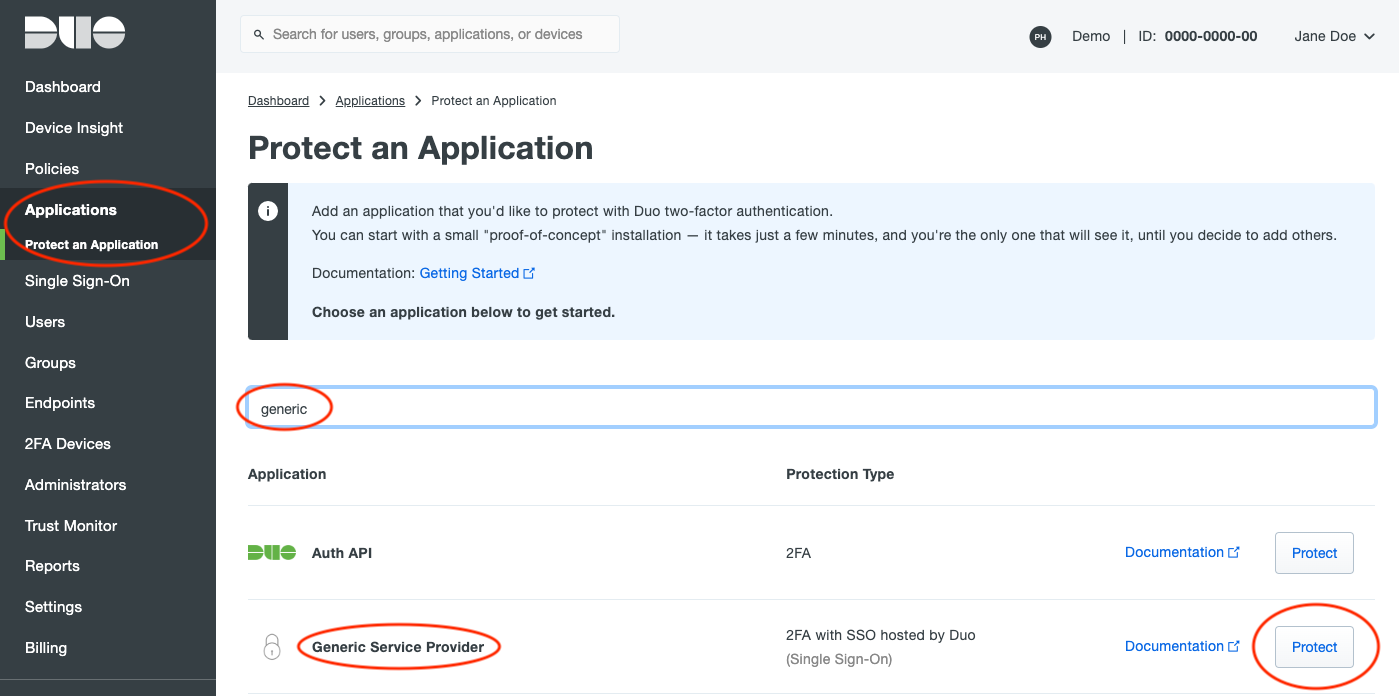 DUO
Dashboard
Device Insight
Policies
Applications
Protect an Application
Single Sign-On
Users
Groups
Endpoints
2FA Devices
Administrators
Trust Monitor
Reports
Settings
Billing
Search for users, groups, applications, or devices
PH Demo | ID: 0000-0000-00 Jane Doe
Dashboard > Applications > Protect an Application
Protect an Application
Add an application that you'd like to protect with Duo two-factor authentication.
You can start with a small "proof-of-concept" installation — it takes just a few minutes, and you're the only one that will see it, until you decide to add others.
Documentation: Getting Started
Choose an application below to get started.
generic
Application Protection Type
DUO Auth API 2FA Documentation Protect
Generic Service Provider 2FA with SSO hosted by Duo Documentation Protect
(Single Sign-On)